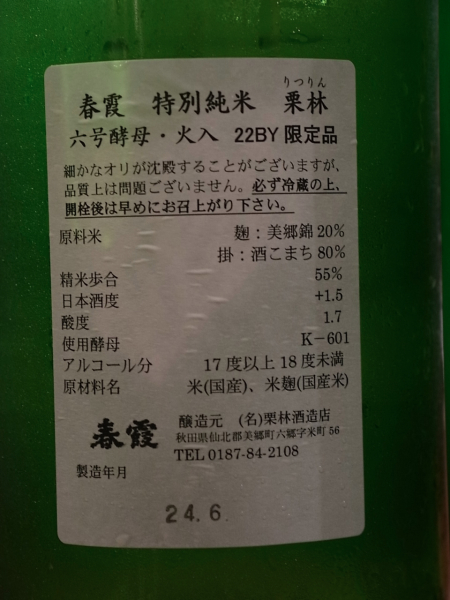 りつりん
春霞 特別純米 栗林
六号酵母・火入 22BY 限定品
細かなオリが沈殿することがございますが、
品質上は問題ございません。必ず冷蔵の上、
開栓後は早めにお召上がり下さい。
原料米 麹：美郷錦 20%
掛：酒こまち 80%
精米歩合 55%
日本酒度 +1.5
酸度 1.7
使用酵母 K－601
アルコール分 17度以上18度未満
原材料名 米(国産)、米麹(国産米)
春霞 醸造元 (名)栗林酒造店
秋田県仙北郡美郷町六郷字米町 56
TEL 0187-84-2108
製造年月
24.6